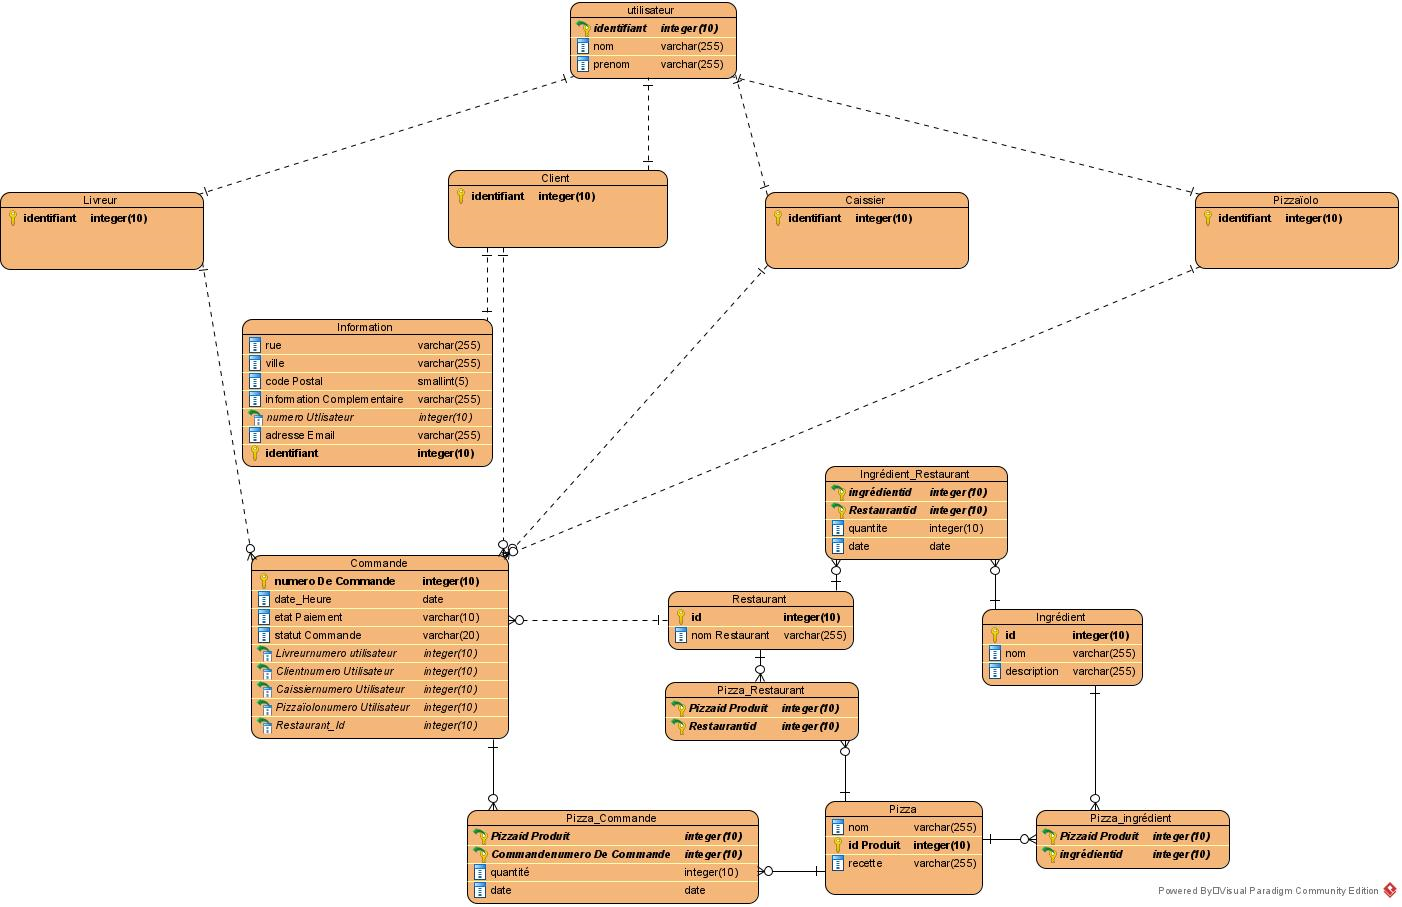 utilisateur
identifiant integer(10)
nom varchar(255)
prenom varchar(255)
Livreur
identifiant integer(10)
Client
identifiant integer(10)
Caissier
identifiant integer(10)
Pizzaïolo
identifiant integer(10)
Information
rue varchar(255)
ville varchar(255)
code Postal smallint(5)
information Complementaire varchar(255)
numero Utlisateur integer(10)
adresse Email varchar(255)
identifiant integer(10)
Commande
numero De Commande integer(10)
date_Heure date
etat Paiement varchar(10)
statut Commande varchar(20)
Livreurnumero utilisateur integer(10)
Clientnumero Utilisateur integer(10)
Caissiernumero Utilisateur integer(10)
Pizzaïolonumero Utilisateur integer(10)
Restaurant_Id integer(10)
Ingrédient_Restaurant
ingrédientid integer(10)
Restaurantid integer(10)
quantite integer(10)
date date
Restaurant
id integer(10)
nom Restaurant varchar(255)
Ingrédient
id integer(10)
nom varchar(255)
description varchar(255)
Pizza_Restaurant
Pizzaid Produit integer(10)
Restaurantid integer(10)
Pizza_Commande
Pizzaid Produit integer(10)
Commandenumero De Commande integer(10)
quantité integer(10)
date date
Pizza
nom varchar(255)
id Produit integer(10)
recette varchar(255)
Pizza_ingrédient
Pizzaid Produit integer(10)
ingrédientid integer(10)
Powered By Visual Paradigm Community Edition